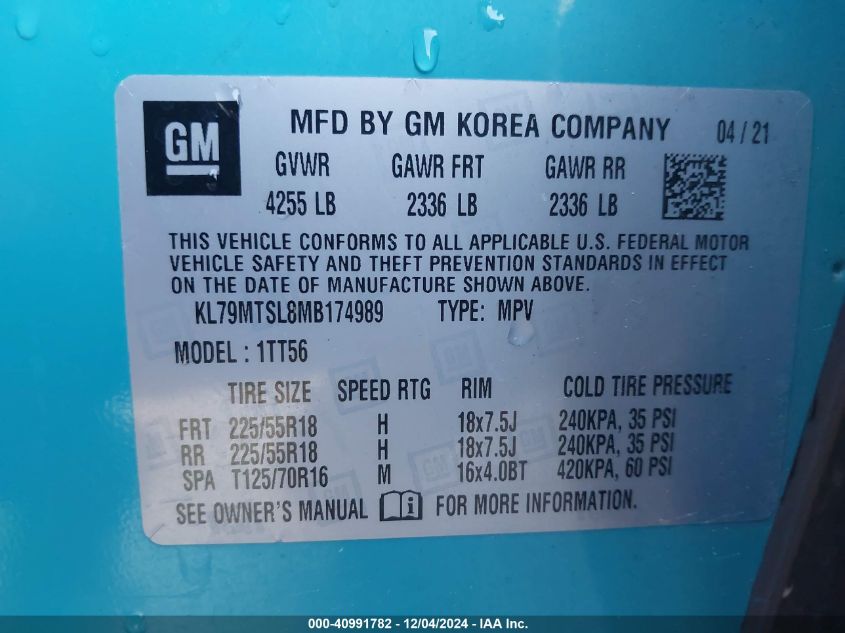 GM
MFD BY GM KOREA COMPANY 04 / 21
GVWR GAWR FRT GAWR RR
4255 LB 2336 LB 2336 LB
THIS VEHICLE CONFORMS TO ALL APPLICABLE U.S. FEDERAL MOTOR
VEHICLE SAFETY AND THEFT PREVENTION STANDARDS IN EFFECT
ON THE DATE OF MANUFACTURE SHOWN ABOVE.
KL79MTSL8MB174989 TYPE: MPV
MODEL : 1TT56
TIRE SIZE SPEED RTG RIM COLD TIRE PRESSURE
FRT 225/55R18 H 18x7.5J 240KPA, 35 PSI
RR 225/55R18 H 18x7.5J 240KPA, 35 PSI
SPA T125/70R16 M 16x4.0BT 420KPA, 60 PSI
SEE OWNER'S MANUAL i FOR MORE INFORMATION.
000-40991782 - 12/04/2024 - IAA Inc.